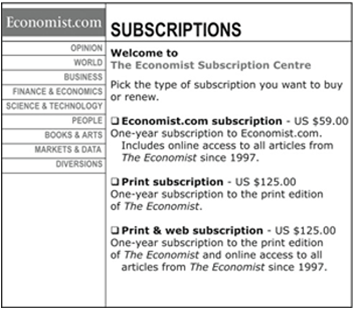 Economist.com
OPINION
WORLD
BUSINESS
FINANCE & ECONOMICS
SCIENCE & TECHNOLOGY
PEOPLE
BOOKS & ARTS
MARKETS & DATA
DIVERSIONS
SUBSCRIPTIONS
Welcome to
The Economist Subscription Centre
Pick the type of subscription you want to buy
or renew.
❑ Economist.com subscription - US $59.00
One-year subscription to Economist.com.
Includes online access to all articles from
The Economist since 1997.
❑ Print subscription - US $125.00
One-year subscription to the print edition
of The Economist.
❑ Print & web subscription - US $125.00
One-year subscription to the print edition
of The Economist and online access to all
articles from The Economist since 1997.